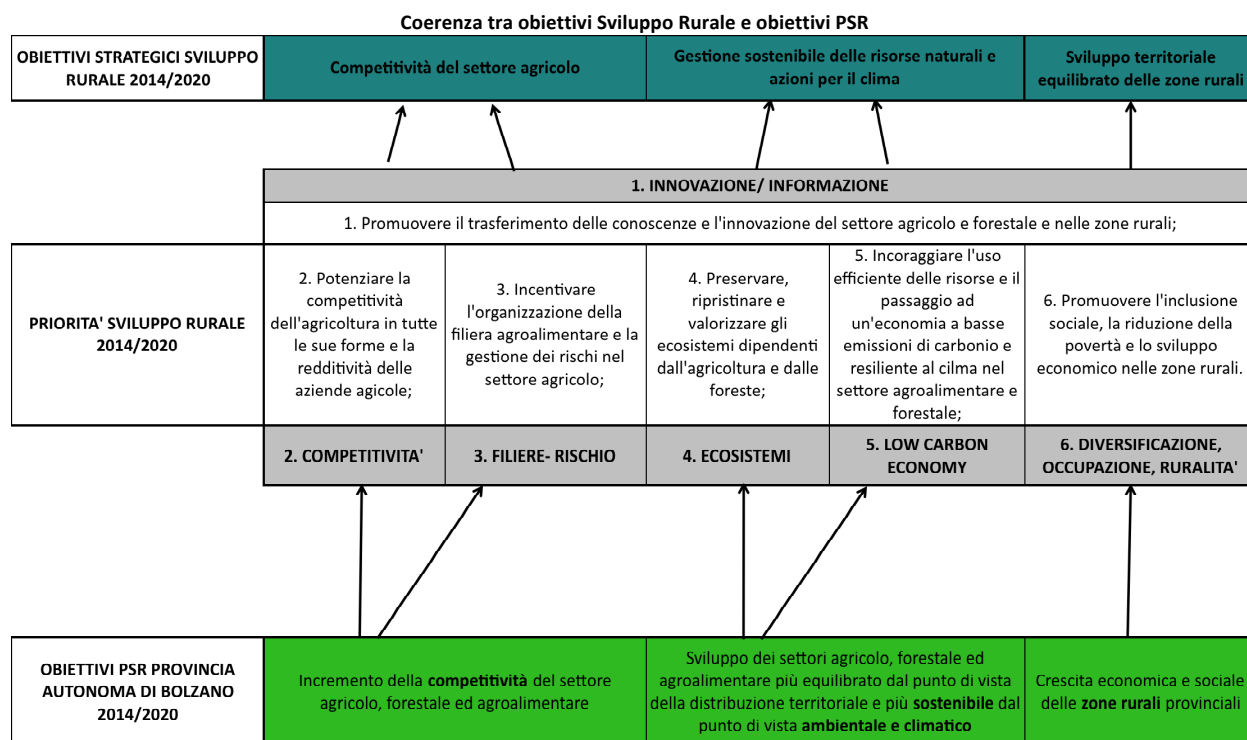 Coerenza tra obiettivi Sviluppo Rurale e obiettivi PSR
OBIETTIVI STRATEGICI SVILUPPO
RURALE 2014/2020
Competitività del settore agricolo
Gestione sostenibile delle risorse naturali e
azioni per il clima
Sviluppo territoriale
equilibrato delle zone rurali
1. INNOVAZIONE/ INFORMAZIONE
1. Promuovere il trasferimento delle conoscenze e l'innovazione del settore agricolo e forestale e nelle zone rurali;
PRIORITA' SVILUPPO RURALE
2014/2020
2. Potenziare la
competitività
dell'agricoltura in tutte
le sue forme e la
redditività delle
aziende agicole;
3. Incentivare
l'organizzazione della
filiera agroalimentare e la
gestione dei rischi nel
settore agricolo;
4. Preservare,
ripristinare e
valorizzare gli
ecosistemi dipendenti
dall'agricoltura e dalle
foreste;
5. Incoraggiare l'uso
efficiente delle risorse e il
passaggio ad
un'economia a basse
emissioni di carbonio e
resiliente al cilma nel
settore agroalimentare e
forestale;
6. Promuovere l'inclusione
sociale, la riduzione della
povertà e lo sviluppo
economico nelle zone rurali.
2. COMPETITIVITA'
3. FILIERE- RISCHIO
4. ECOSISTEMI
5. LOW CARBON
ECONOMY
6. DIVERSIFICAZIONE,
OCCUPAZIONE, RURALITA'
OBIETTIVI PSR PROVINCIA
AUTONOMA DI BOLZANO
2014/2020
Incremento della competitività del settore
agricolo, forestale ed agroalimentare
Sviluppo dei settori agricolo, forestale ed
agroalimentare più equilibrato dal punto di vista
della distribuzione territoriale e più sostenibile dal
punto di vista ambientale e climatico
Crescita economica e sociale
delle zone rurali provinciali